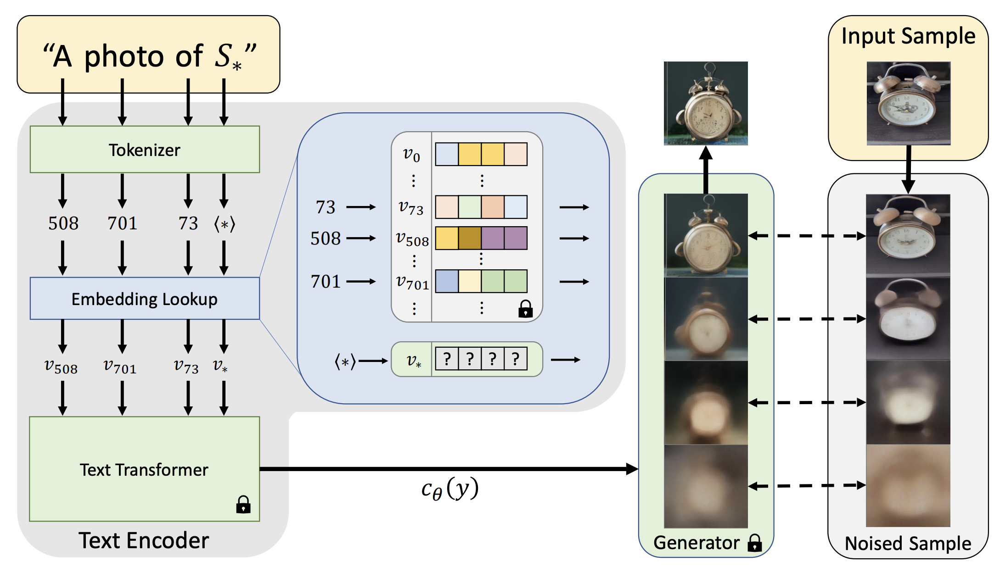 “A photo of S*”
Tokenizer
508 701 73 ⟨*⟩
Embedding Lookup
v508 v701 v73 v*
Text Transformer
Text Encoder
v0
⋮ ⋮
73 v73
508 v508
⋮ ⋮
701 v701
⋮ ⋮
⟨*⟩ v* ? ? ? ?
cθ(y)
Generator
Input Sample
Noised Sample